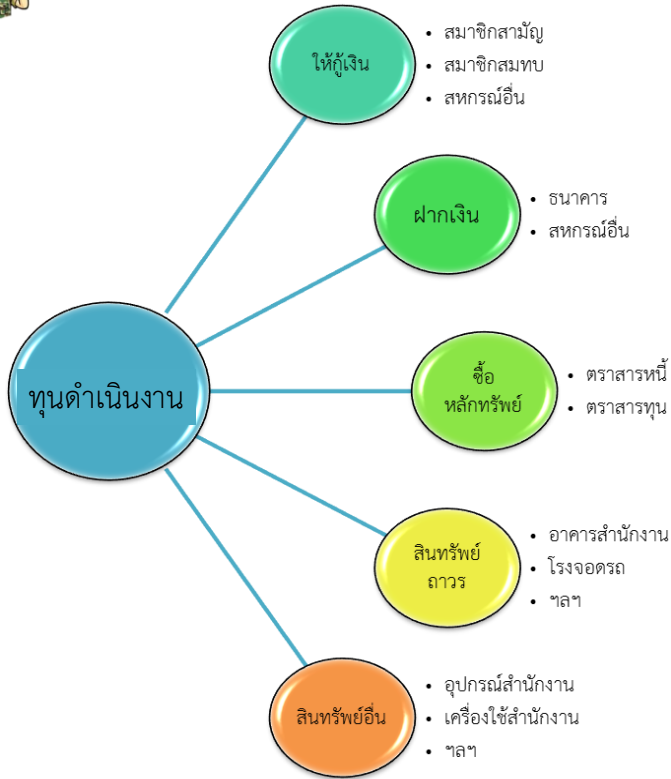 ให้กู้เงิน
• สมาชิกสามัญ
• สมาชิกสมทบ
• สหกรณ์อื่น
ฝากเงิน
• ธนาคาร
• สหกรณ์อื่น
ทุนดำเนินงาน
ซื้อ
หลักทรัพย์
• ตราสารหนี้
• ตราสารทุน
สินทรัพย์
ถาวร
• อาคารสำนักงาน
• โรงจอดรถ
• ฯลฯ
สินทรัพย์อื่น
• อุปกรณ์สำนักงาน
• เครื่องใช้สำนักงาน
• ฯลฯ